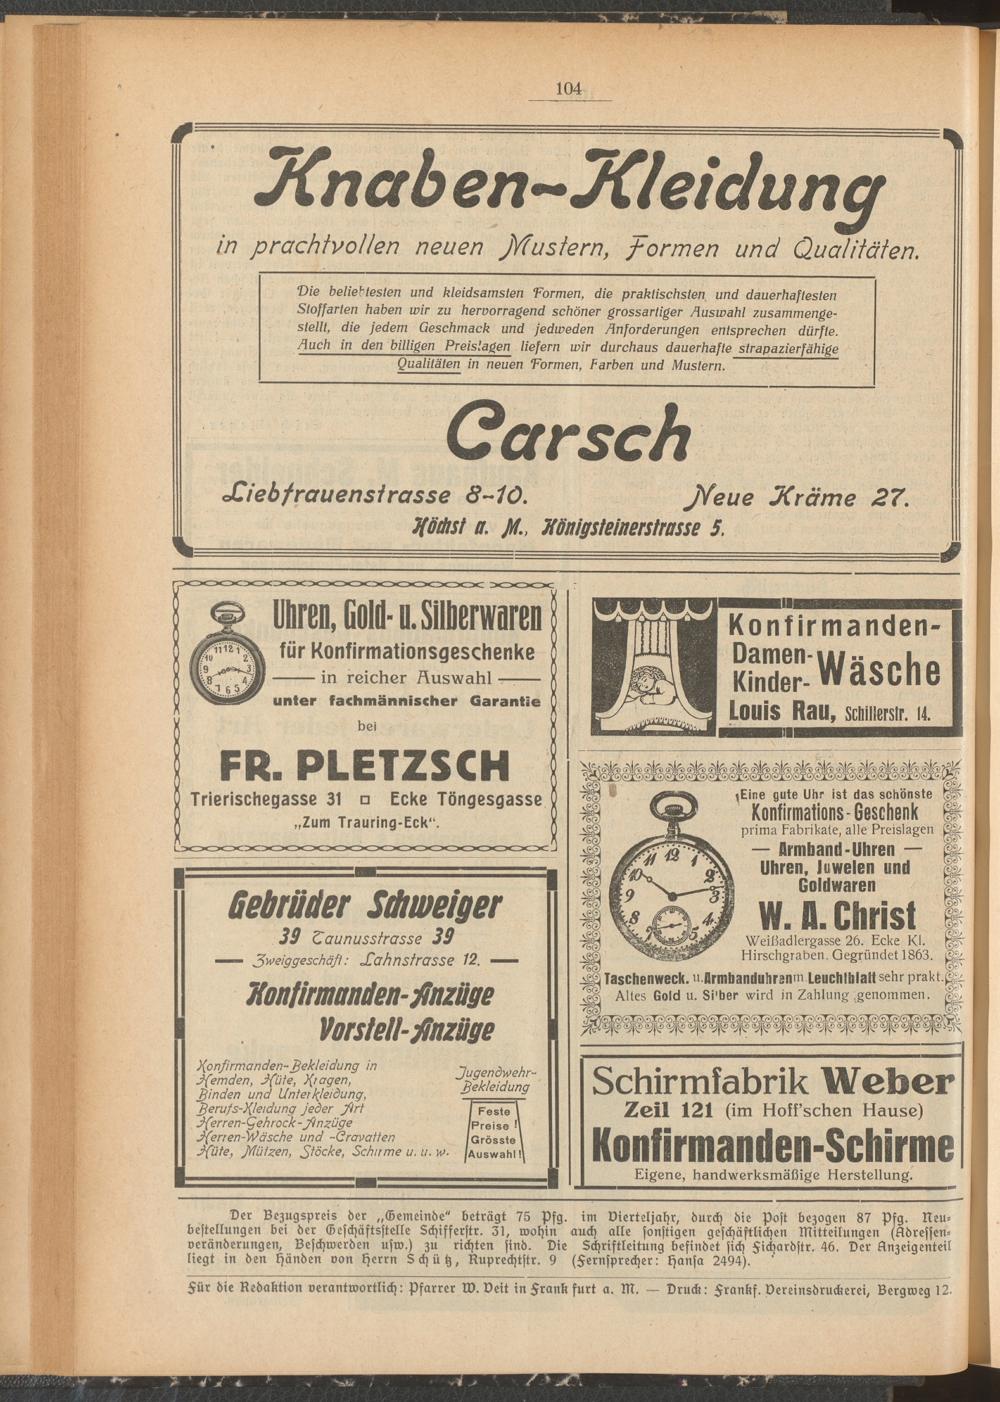 104
Knaben-Kleidung
in prachtvollen neuen Mustern, Formen und Qualitäten.
Die beliebtesten und kleidsamsten Formen, die praktischsten und dauerhaftesten
Stoffarten haben wir zu hervorragend schöner grossartiger Auswahl zusammenge-
stellt, die jedem Geschmack und jedweden Anforderungen entsprechen dürfte.
Auch in den billigen Preislagen liefern wir durchaus dauerhafte strapazierfähige
Qualitäten in neuen Formen, Farben und Mustern.
Carsch
Liebfrauenstrasse 8-10. Neue Kräme 27.
Höchst a. M., Königsteinerstrasse 5.
Uhren, Gold- u. Silberwaren
für Konfirmationsgeschenke
in reicher Auswahl
unter fachmännischer Garantie
bei
FR. PLETZSCH
Trierischegasse 31 □ Ecke Töngesgasse
„Zum Trauring-Eck“.
Gebrüder Schweiger
39 Taunusstrasse 39
Zweiggeschäft: Lahnstrasse 12.
Konfirmanden-Anzüge
Vorstell-Anzüge
Konfirmanden-Bekleidung in
Hemden, Hüte, Kragen,
Binden und Unterkleidung,
Berufs-Kleidung jeder Art
Herren-Gehrock-Anzüge
Herren-Wäsche und -Cravatten
Hüte, Mützen, Stöcke, Schirme u. u. w.
Jugendwehr-
Bekleidung
Feste
Preise!
Grösste
Auswahl!
Konfirmanden-
Damen-
Kinder-
Wäsche
Louis Rau, Schillerstr. 14.
Eine gute Uhr ist das schönste
Konfirmations-Geschenk
prima Fabrikate, alle Preislagen
— Armband-Uhren —
Uhren, Juwelen und
Goldwaren
W. A. Christ
Weißadlergasse 26. Ecke Kl.
Hirschgraben. Gegründet 1863.
Taschenweck. u. Armbanduhren m Leuchtblatt sehr prakt.
Altes Gold u. Silber wird in Zahlung genommen.
Schirmfabrik Weber
Zeil 121 (im Hoff'schen Hause)
Konfirmanden-Schirme
Eigene, handwerksmäßige Herstellung.
Der Bezugspreis der „Gemeinde“ beträgt 75 Pfg. im Vierteljahr, durch die Post bezogen 87 Pfg. Neu-
bestellungen bei der Geschäftsstelle Schifferstr. 31, wohin auch alle sonstigen geschäftlichen Mitteilungen (Adressen-
veränderungen, Beschwerden usw.) zu richten sind. Die Schriftleitung befindet sich Fichardstr. 46. Der Anzeigenteil
liegt in den Händen von Herrn Schütz, Ruprechtstr. 9 (Fernsprecher: Hansa 2494).
Für die Redaktion verantwortlich: Pfarrer W. Veit in Frankfurt a. M. — Druck: Frankf. Vereinsdruckerei, Bergweg 12.